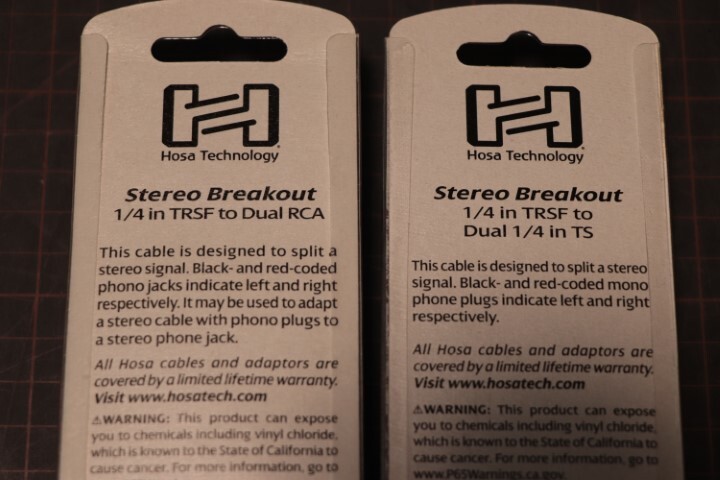 Hosa Technology
Stereo Breakout
1/4 in TRSF to Dual RCA
This cable is designed to split a
stereo signal. Black- and red-coded
phono jacks indicate left and right
respectively. It may be used to adapt
a stereo cable with phono plugs to
a stereo phone jack.
All Hosa cables and adaptors are
covered by a limited lifetime warranty.
Visit www.hosatech.com
⚠WARNING: This product can expose
you to chemicals including vinyl chloride,
which is known to the State of California to
cause cancer. For more information, go to
Hosa Technology
Stereo Breakout
1/4 in TRSF to
Dual 1/4 in TS
This cable is designed to split a stereo
signal. Black- and red-coded mono
phone plugs indicate left and right
respectively.
All Hosa cables and adaptors are
covered by a limited lifetime warranty.
Visit www.hosatech.com
⚠WARNING: This product can expose
you to chemicals including vinyl chloride,
which is known to the State of California to
cause cancer. For more information, go to
www.P65Warnings.ca.gov.